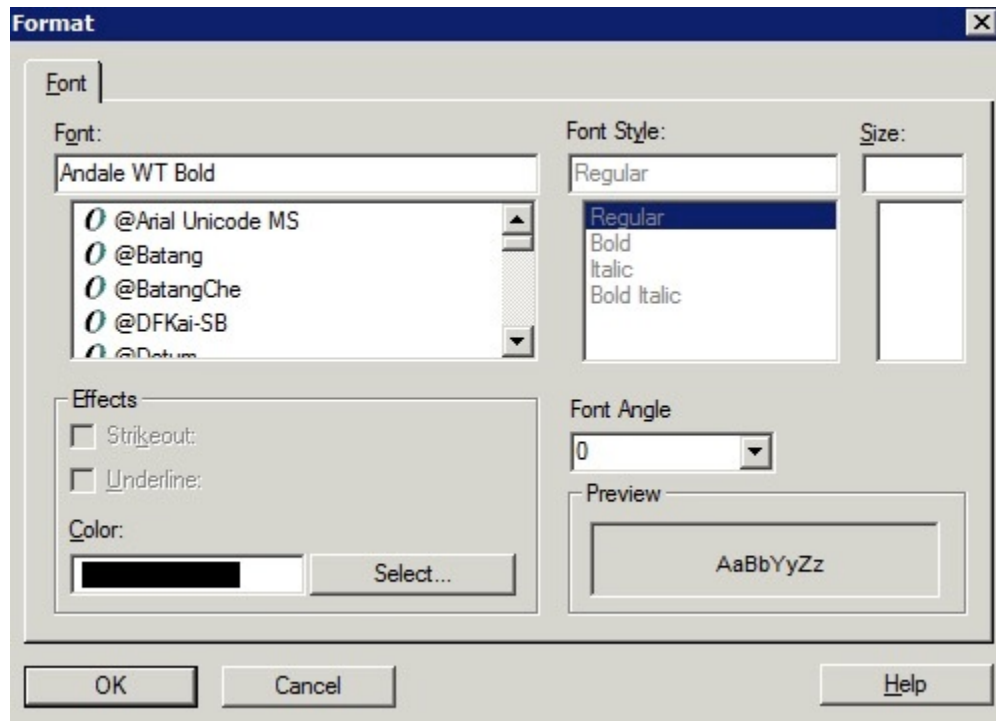 Format
Font
Font:
Font Style:
Size:
Andale WT Bold
Regular
@Arial Unicode MS
@Batang
@BatangChe
@DFKai-SB
Regular
Bold
Italic
Bold Italic
Effects
Strikeout:
Underline:
Color:
Select...
Font Angle
0
Preview
AaBbYyZz
OK
Cancel
Help